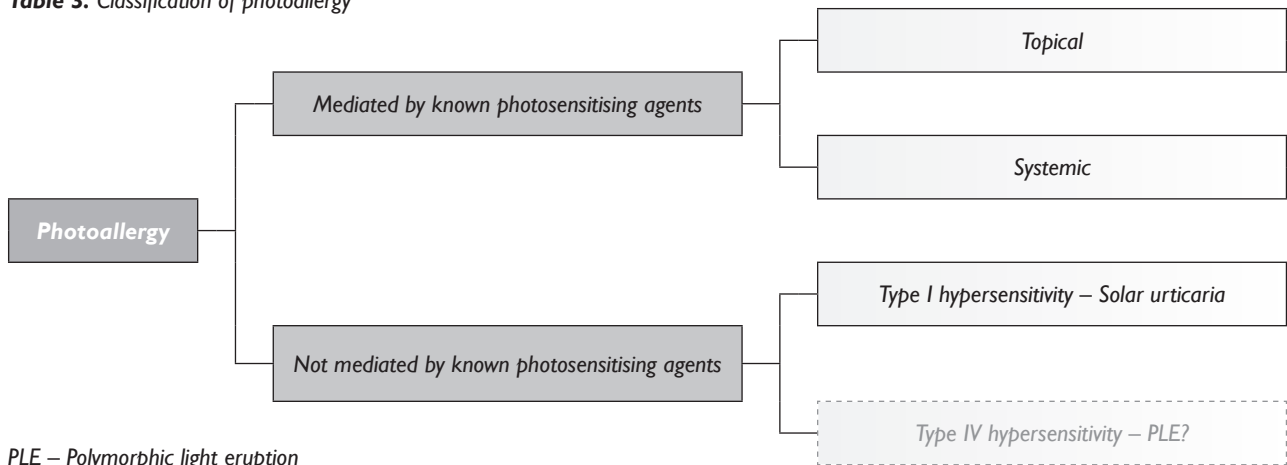 Table 3. Classification of photoallergy
Topical
Mediated by known photosensitising agents
Systemic
Photoallergy
Type I hypersensitivity – Solar urticaria
Not mediated by known photosensitising agents
Type IV hypersensitivity – PLE?
PLE – Polymorphic light eruption